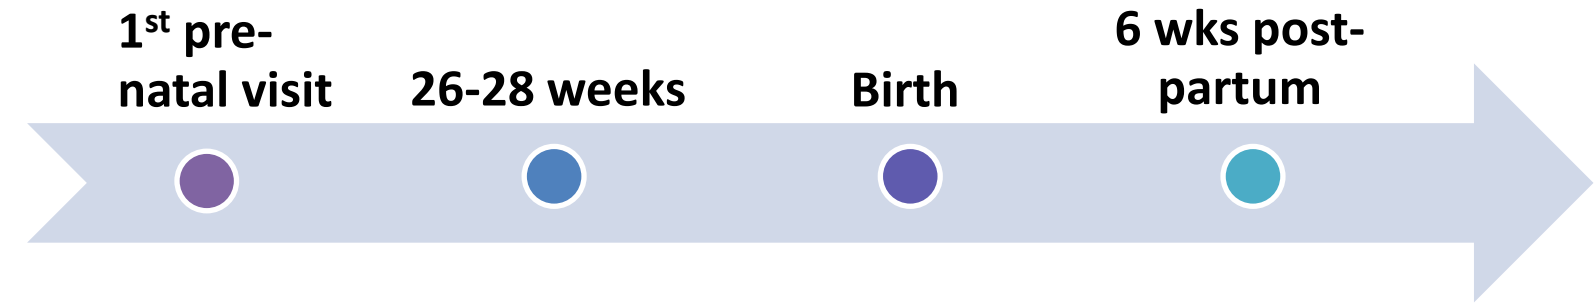 1st pre-
natal visit
26-28 weeks
Birth
6 wks post-
partum